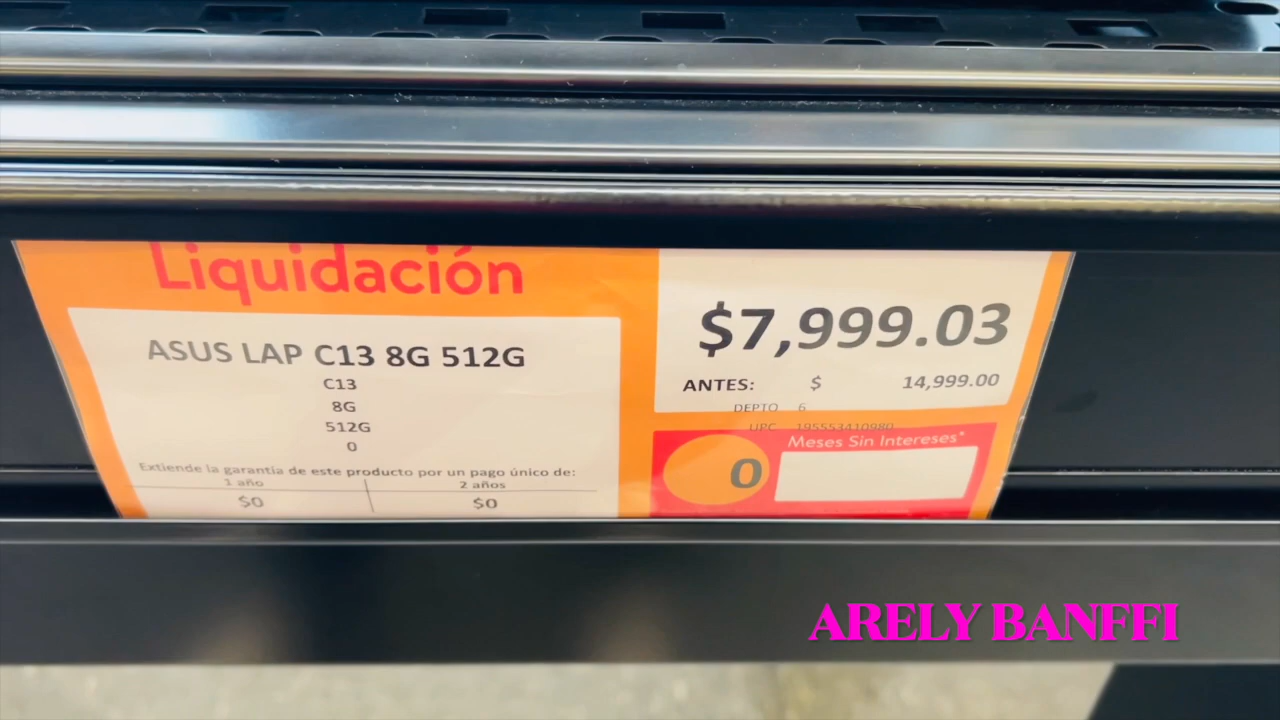 Liquidación
ASUS LAP C13 8G 512G
C13
8G
512G
0
Extiende la garantía de este producto por un pago único de:
1 año 2 años
$0 $0
$7,999.03
ANTES: $ 14,999.00
DEPTO 6
UPC 195553410980
Meses Sin Intereses*
0
ARELY BANFFI